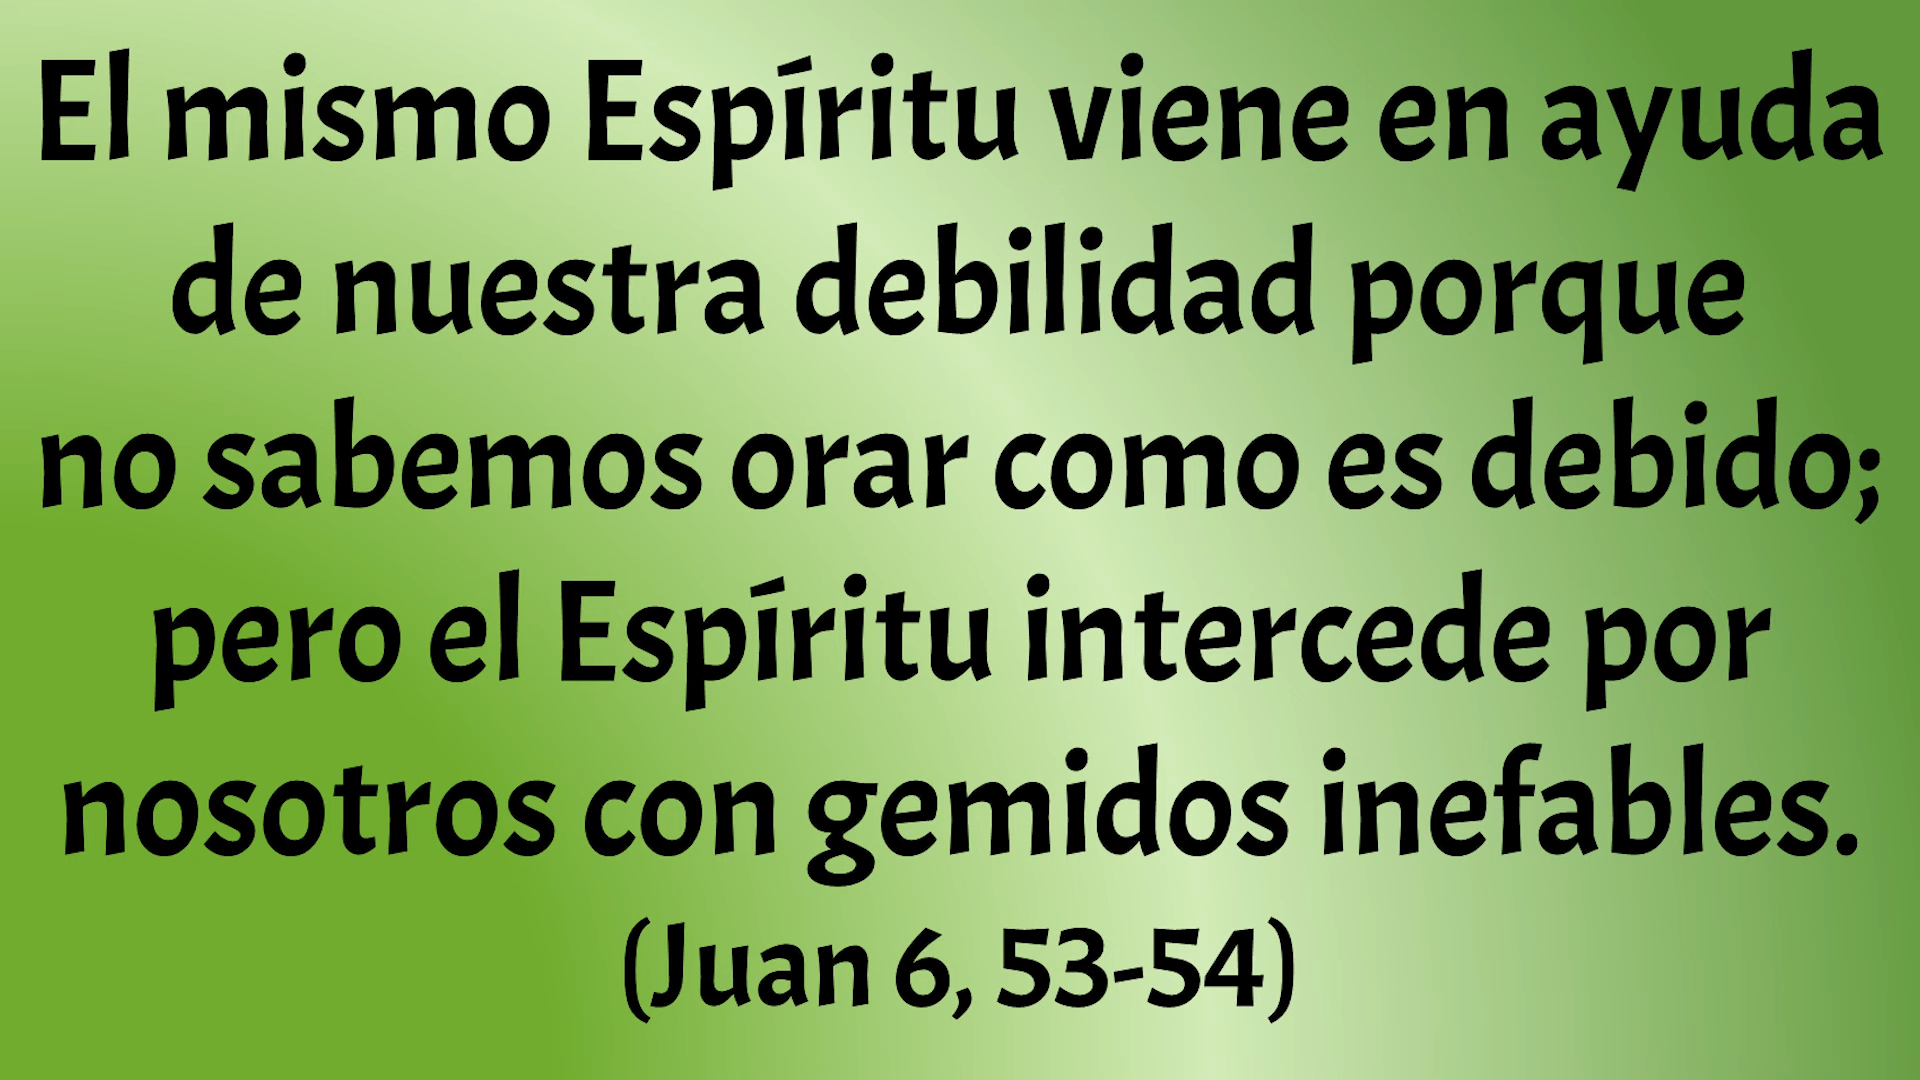 El mismo Espíritu viene en ayuda
de nuestra debilidad porque
no sabemos orar como es debido;
pero el Espíritu intercede por
nosotros con gemidos inefables.
(Juan 6, 53-54)